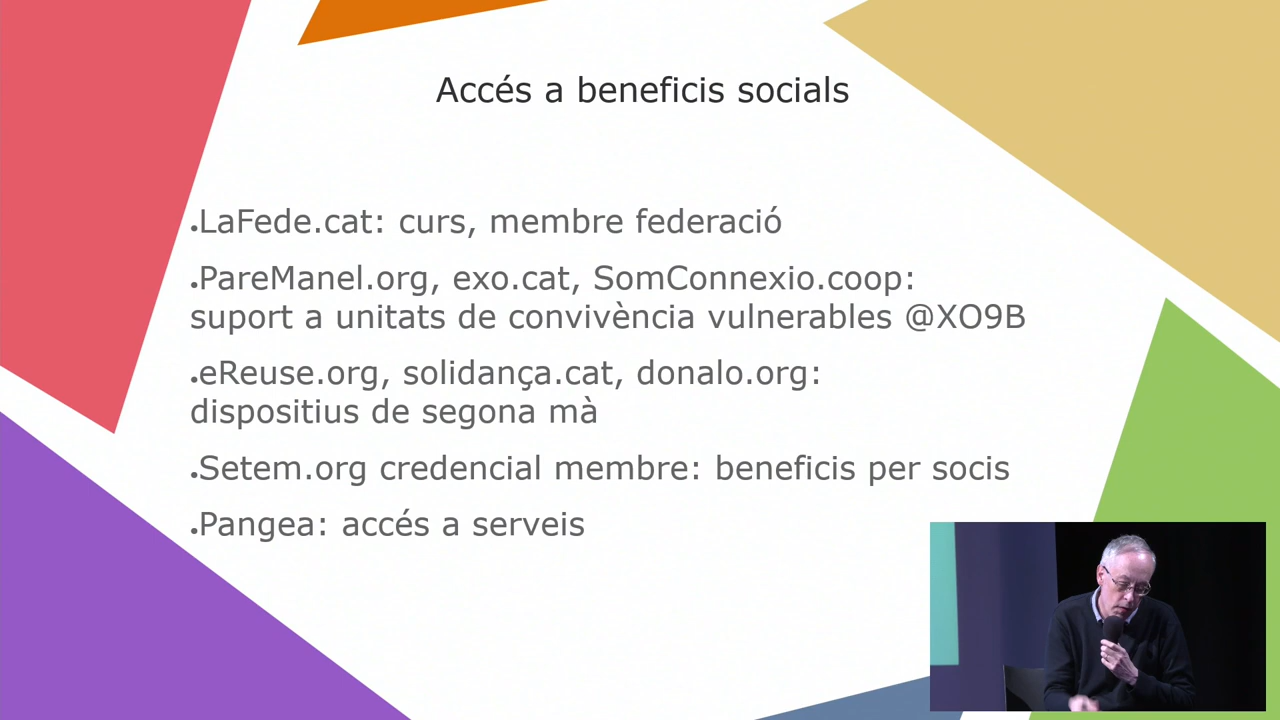 Accés a beneficis socials
•LaFede.cat: curs, membre federació
•PareManel.org, exo.cat, SomConnexio.coop:
suport a unitats de convivència vulnerables @XO9B
•eReuse.org, solidança.cat, donalo.org:
dispositius de segona mà
•Setem.org credencial membre: beneficis per socis
•Pangea: accés a serveis